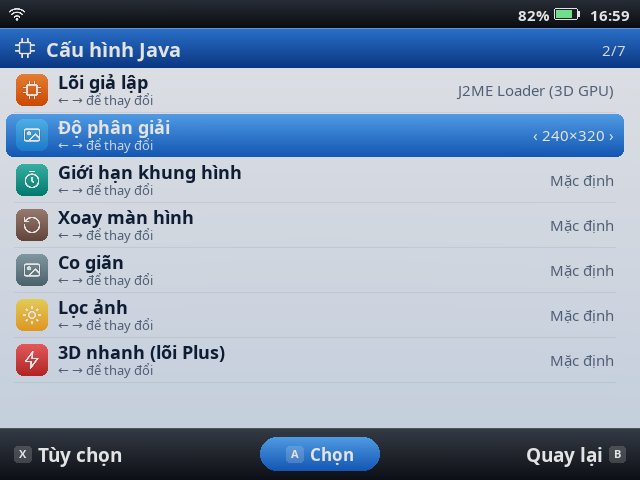 82% 16:59
Cấu hình Java 2/7
Lõi giả lập
← → để thay đổi
J2ME Loader (3D GPU)
Độ phân giải
← → để thay đổi
‹ 240×320 ›
Giới hạn khung hình
← → để thay đổi
Mặc định
Xoay màn hình
← → để thay đổi
Mặc định
Co giãn
← → để thay đổi
Mặc định
Lọc ảnh
← → để thay đổi
Mặc định
3D nhanh (lõi Plus)
← → để thay đổi
Mặc định
X Tùy chọn A Chọn Quay lại B